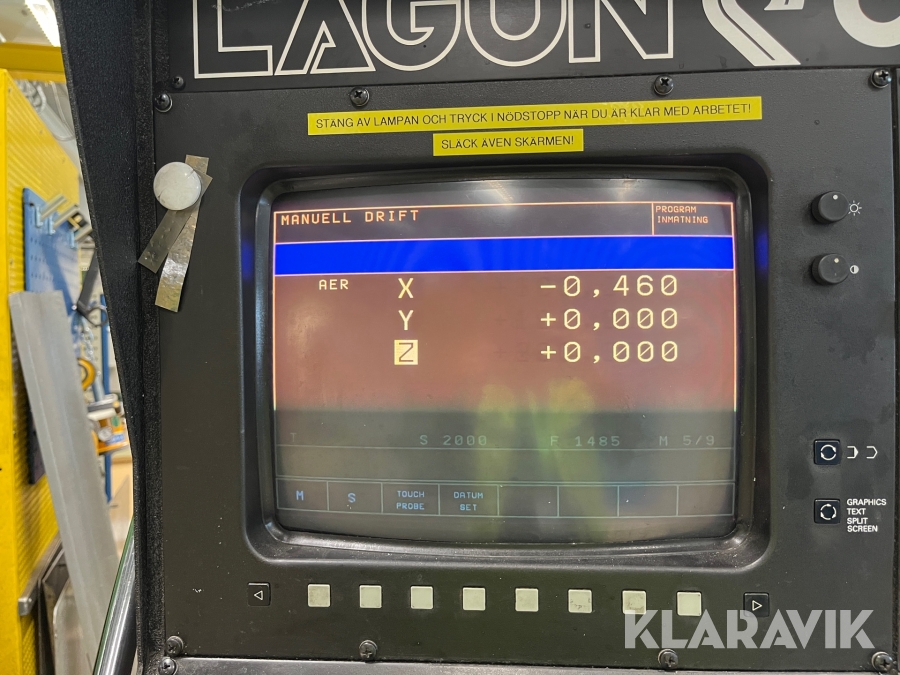 LAGUN
STÄNG AV LAMPAN OCH TRYCK I NÖDSTOPP NÄR DU ÄR KLAR MED ARBETET!
SLÄCK ÄVEN SKÄRMEN!
MANUELL DRIFT
PROGRAM
INMATNING
AER X -0,460
Y +0,000
Z +0,000
T S 2000 F 1485 M 5/9
M S TOUCH PROBE DATUM SET
GRAPHICS
TEXT
SPLIT
SCREEN
KLARAVIK